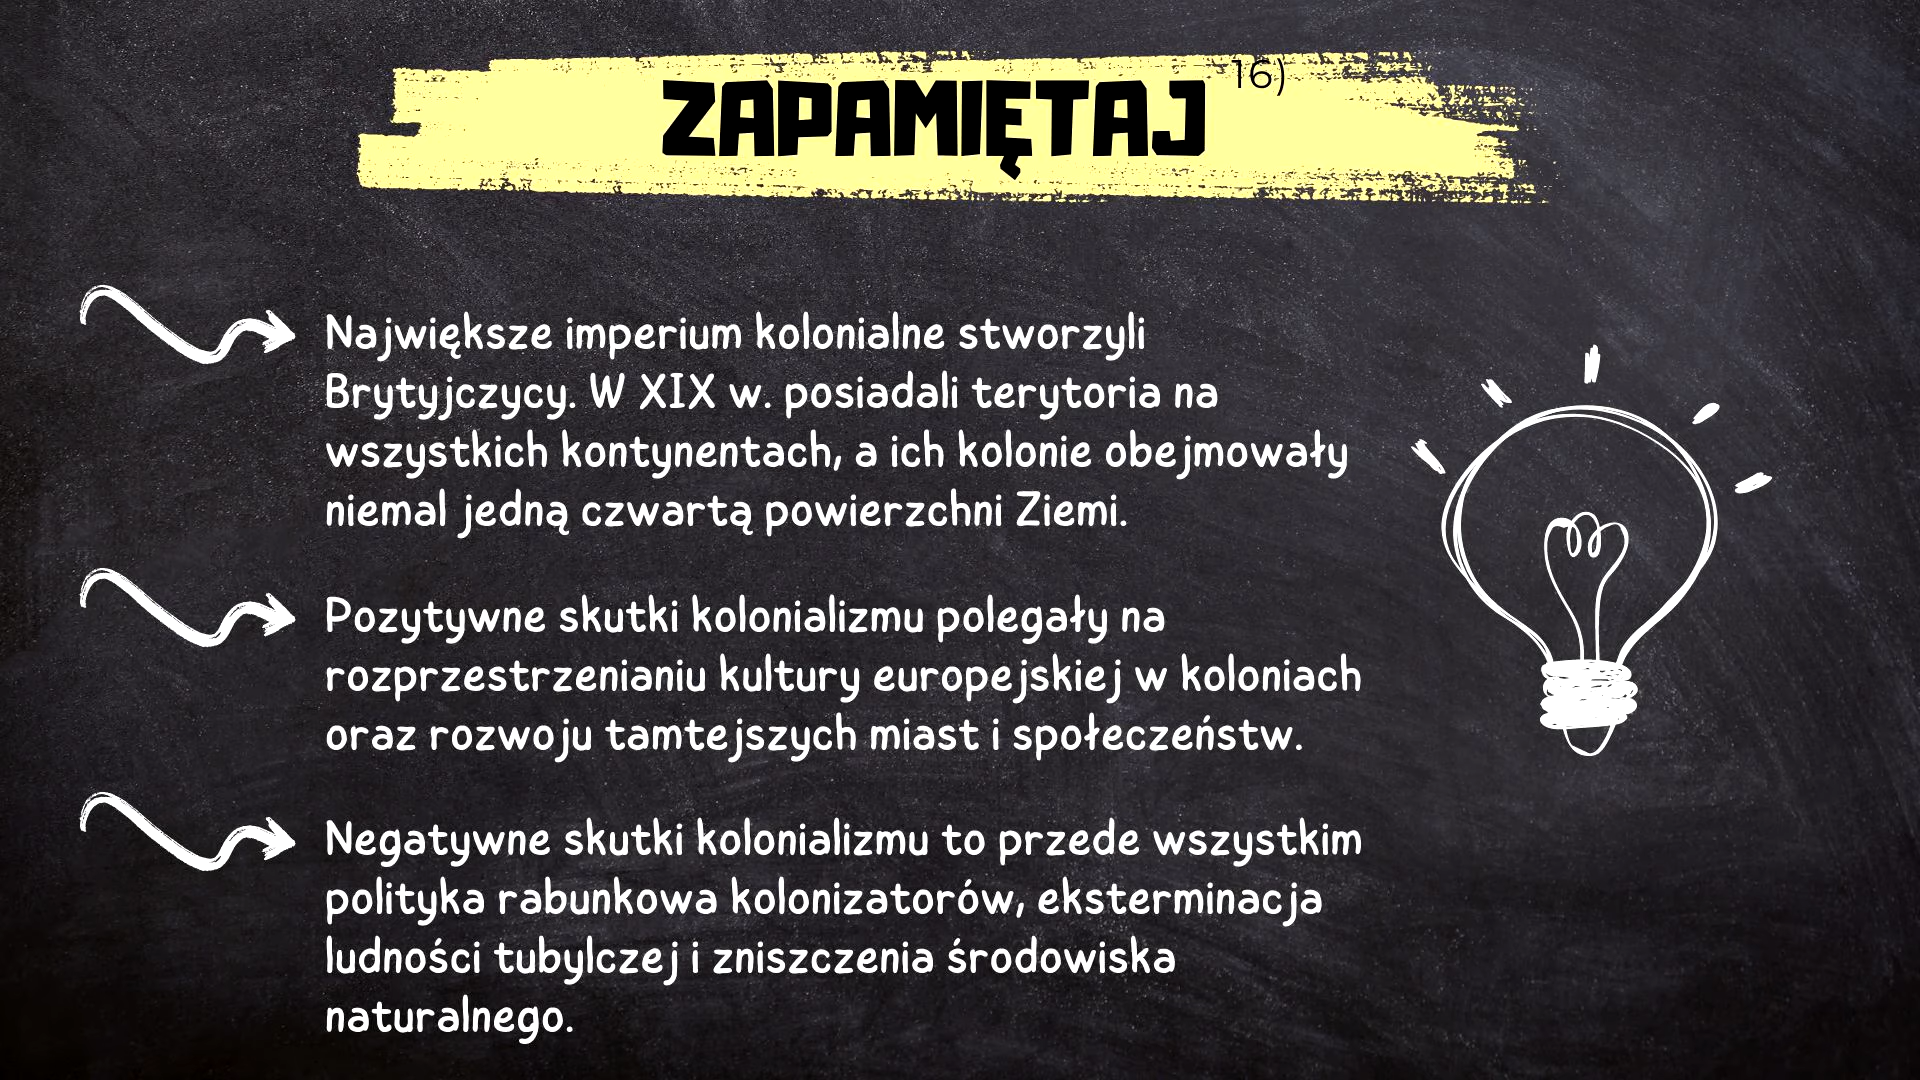 ZAPAMIĘTAJ 16)
Największe imperium kolonialne stworzyli
Brytyjczycy. W XIX w. posiadali terytoria na
wszystkich kontynentach, a ich kolonie obejmowały
niemal jedną czwartą powierzchni Ziemi.
Pozytywne skutki kolonializmu polegały na
rozprzestrzenianiu kultury europejskiej w koloniach
oraz rozwoju tamtejszych miast i społeczeństw.
Negatywne skutki kolonializmu to przede wszystkim
polityka rabunkowa kolonizatorów, eksterminacja
ludności tubylczej i zniszczenia środowiska
naturalnego.